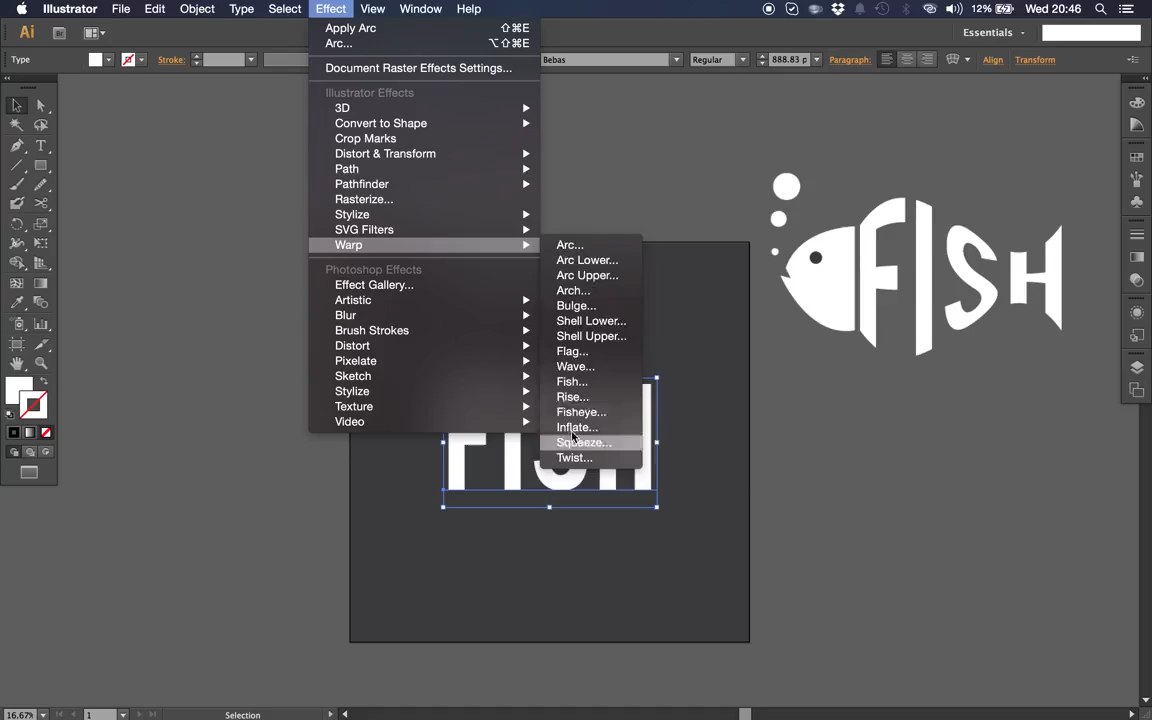 Illustrator File Edit Object Type Select Effect View Window Help 12% Wed 20:46
Ai Essentials
Type Stroke: Bebas Regular 888.83 p Paragraph: Align Transform
Apply Arc ⇧⌘E
Arc... ⌥⇧⌘E
Document Raster Effects Settings...
Illustrator Effects
3D
Convert to Shape
Crop Marks
Distort & Transform
Path
Pathfinder
Rasterize...
Stylize
SVG Filters
Warp
Photoshop Effects
Effect Gallery...
Artistic
Blur
Brush Strokes
Distort
Pixelate
Sketch
Stylize
Texture
Video
Arc...
Arc Lower...
Arc Upper...
Arch...
Bulge...
Shell Lower...
Shell Upper...
Flag...
Wave...
Fish...
Rise...
Fisheye...
Inflate...
Squeeze...
Twist...
FISH
FISH
16.67% 1 Selection